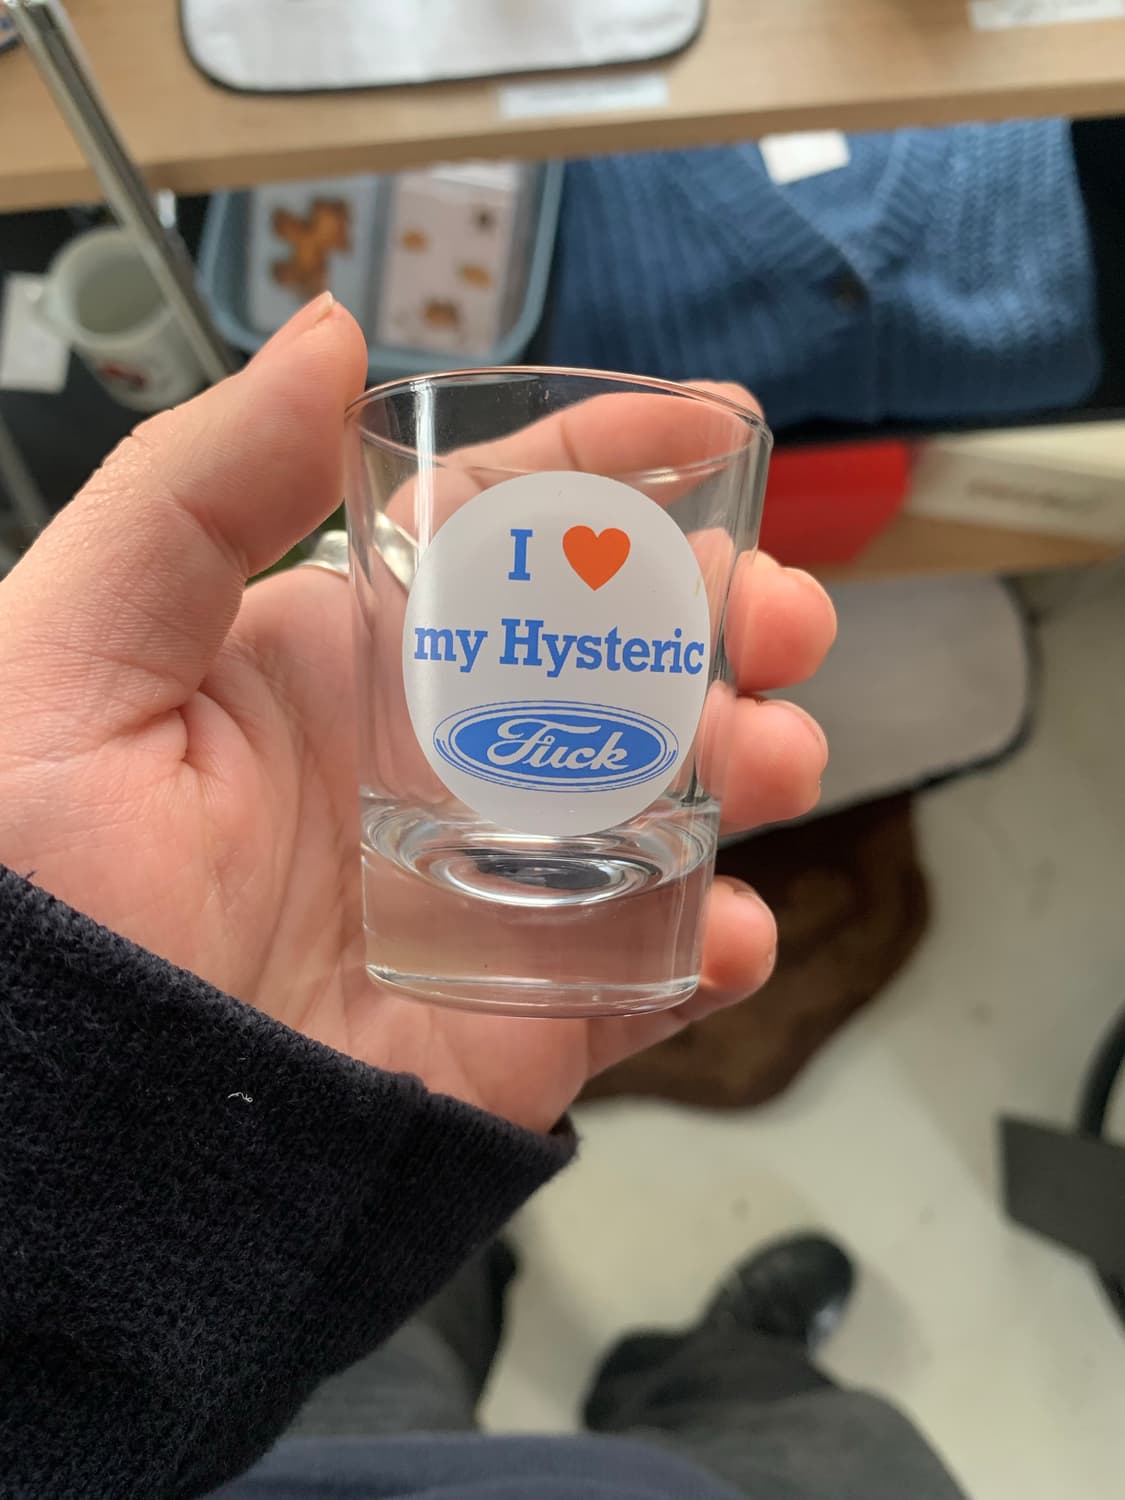 I ❤
my Hysteric
Fuck